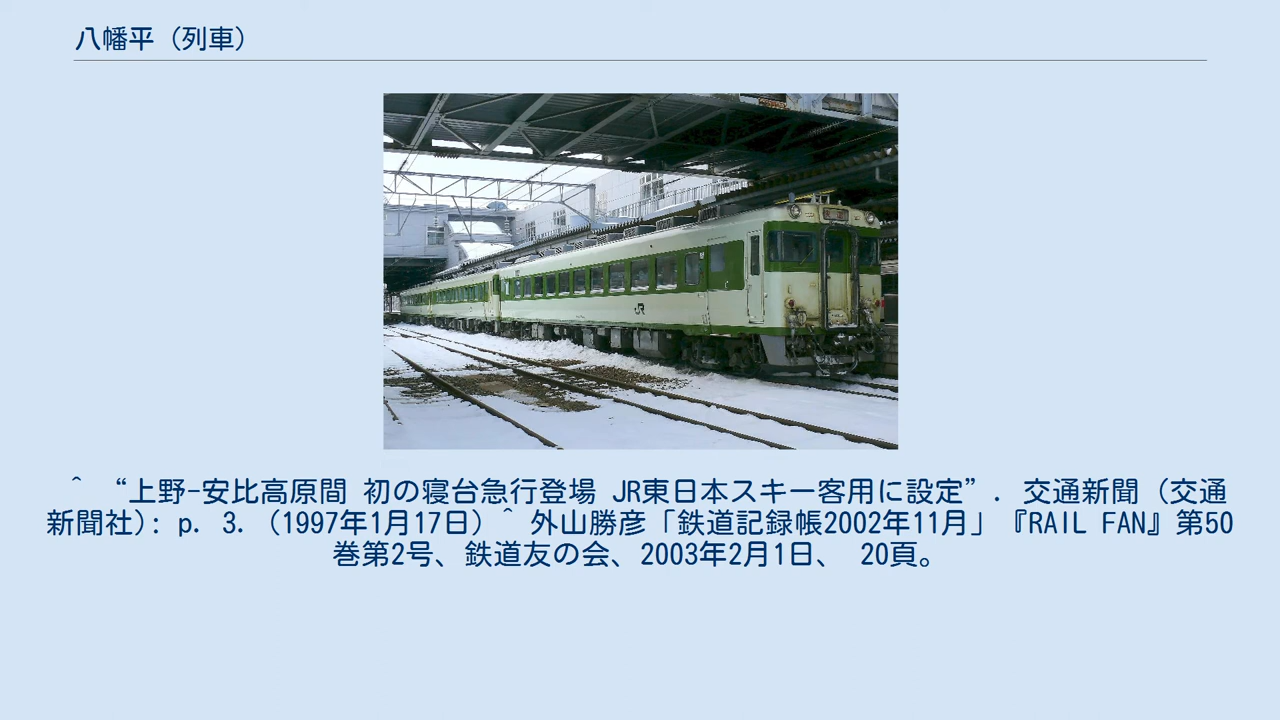 八幡平（列車）
JR
^ “上野-安比高原間 初の寝台急行登場 JR東日本スキー客用に設定”. 交通新聞 (交通
新聞社): p. 3. (1997年1月17日) ^ 外山勝彦「鉄道記録帳2002年11月」『RAIL FAN』第50
巻第2号、鉄道友の会、2003年2月1日、 20頁。